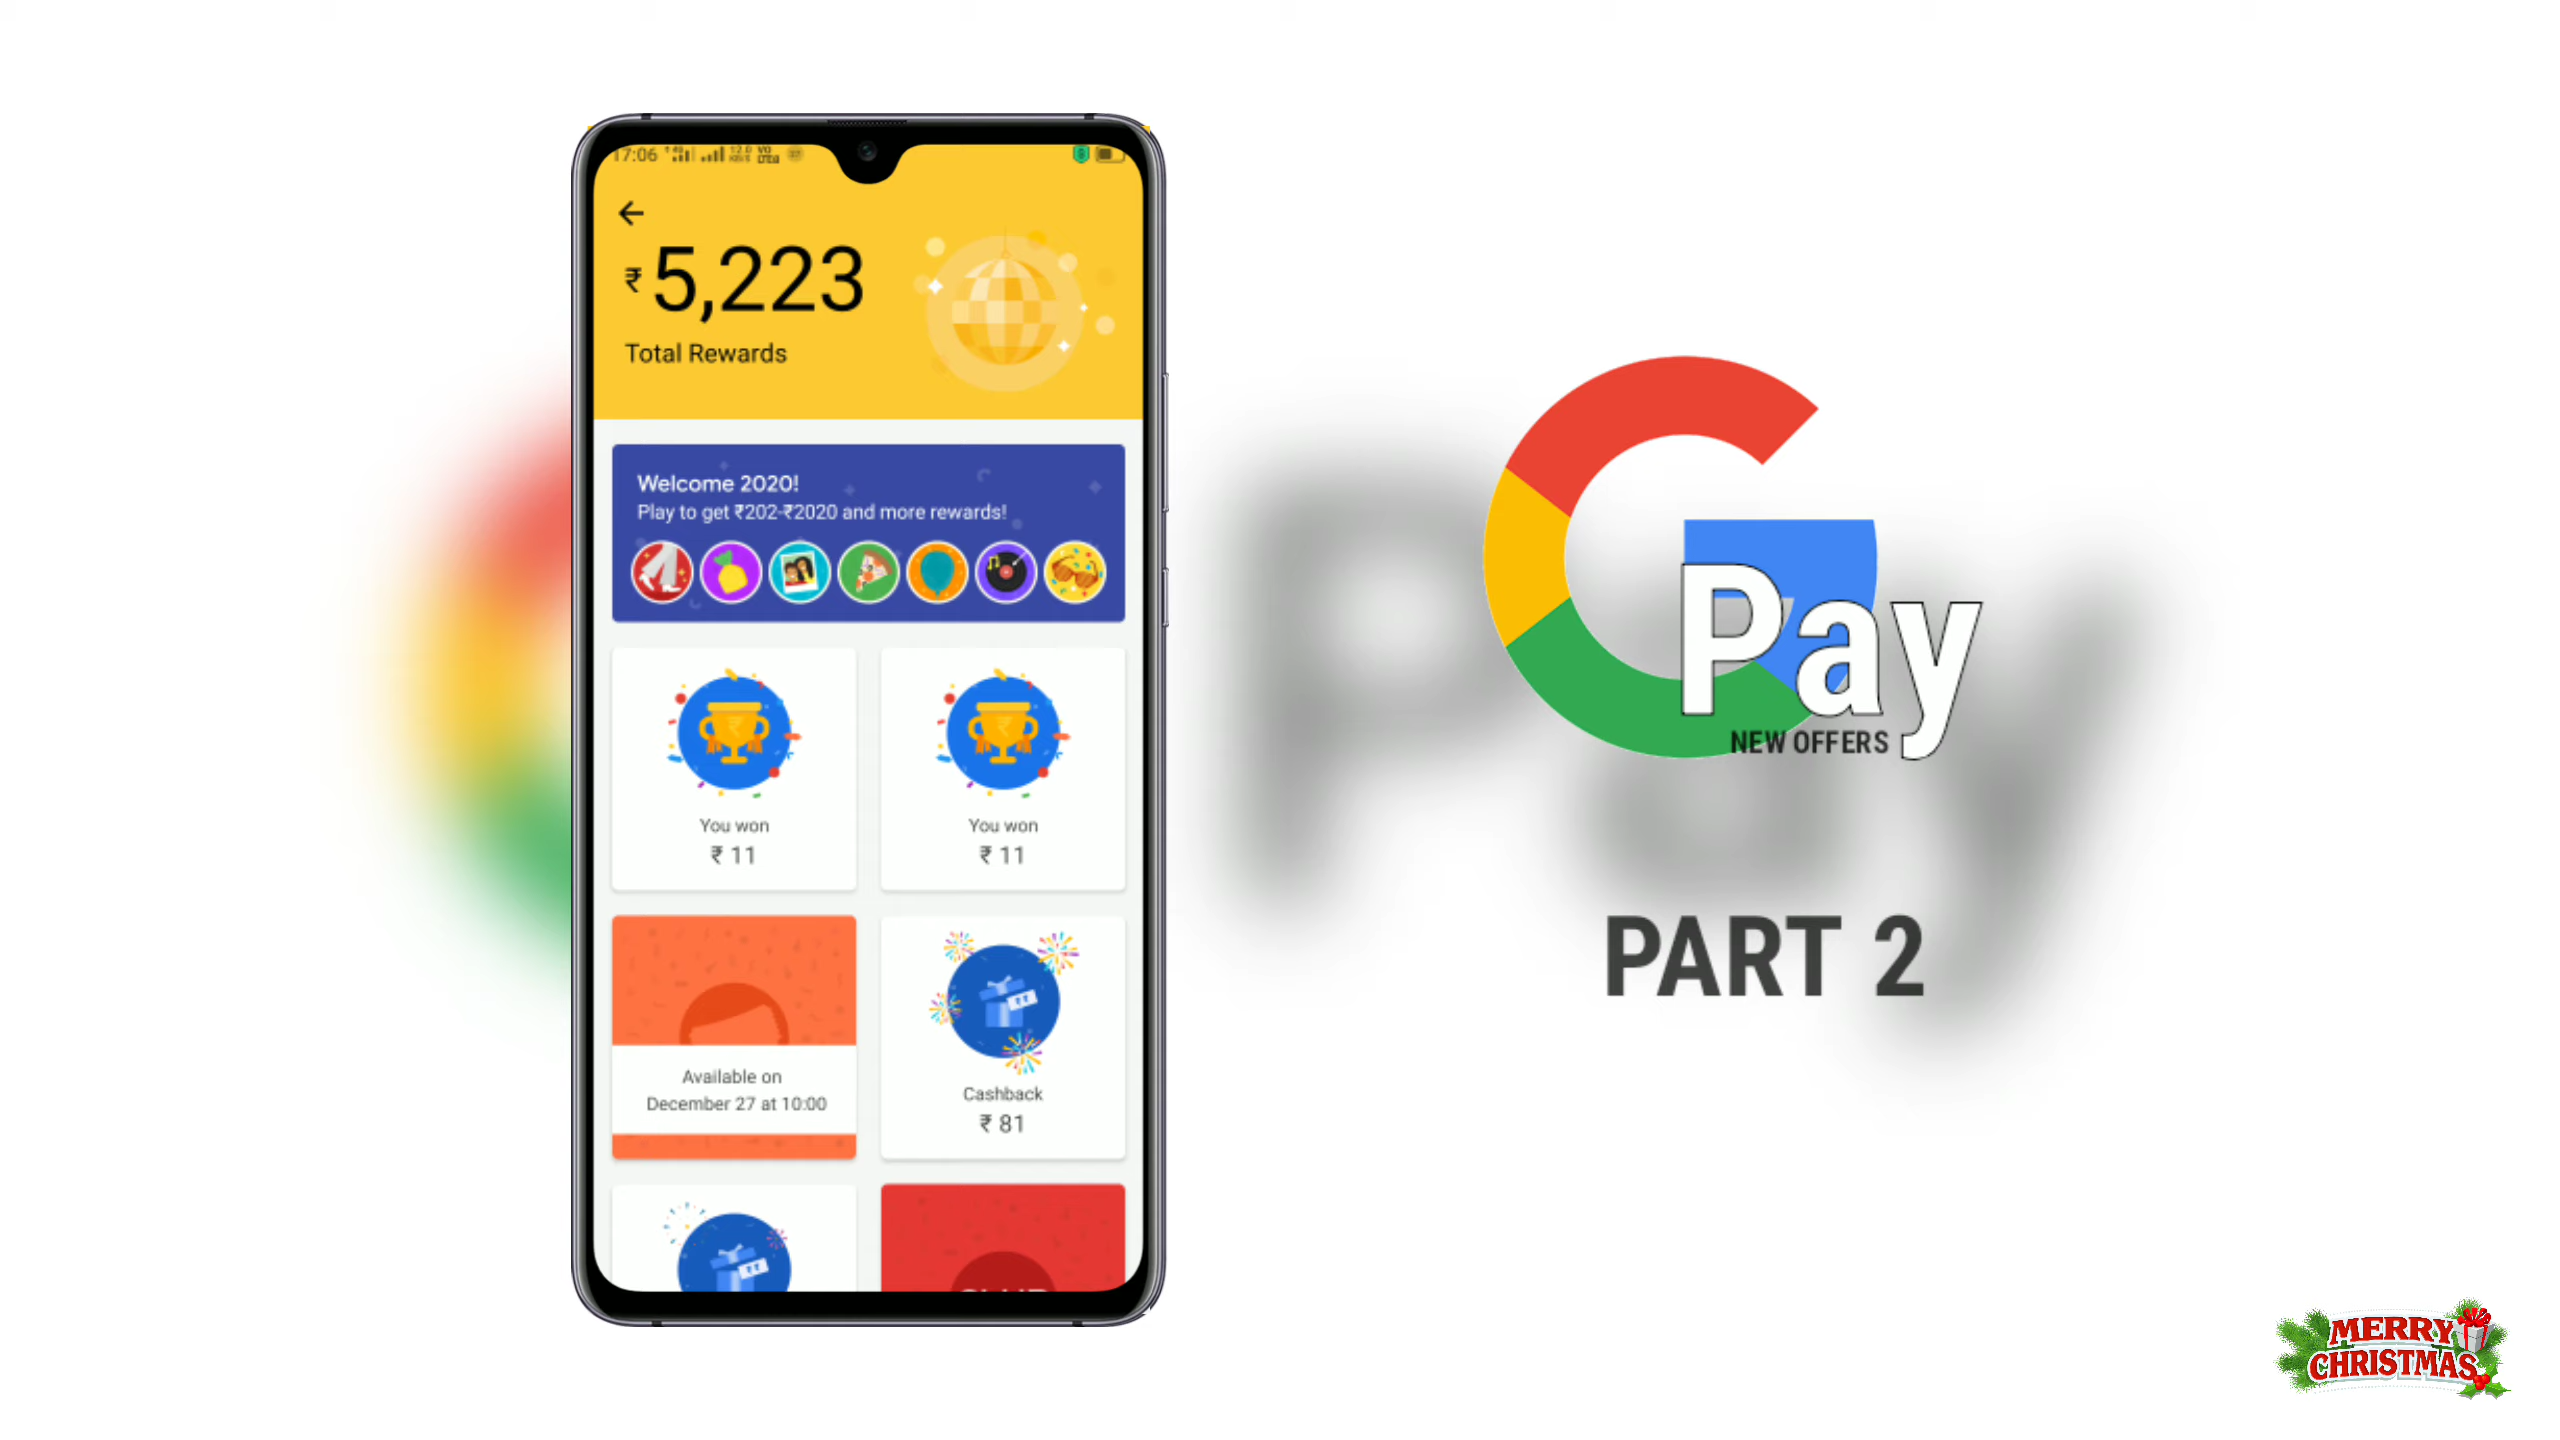 17:06
₹5,223
Total Rewards
Welcome 2020!
Play to get ₹202-₹2020 and more rewards!
You won
₹ 11
You won
₹ 11
Available on
December 27 at 10:00
Cashback
₹ 81
Pay
NEW OFFERS
PART 2
MERRY
CHRISTMAS